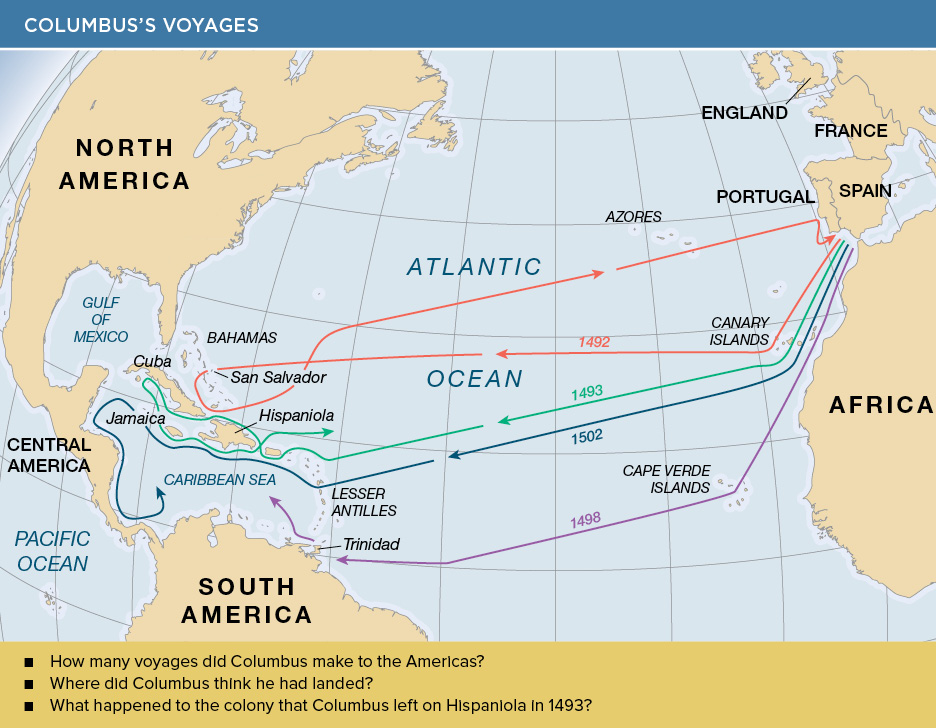 COLUMBUS'S VOYAGES
ENGLAND
FRANCE
NORTH
AMERICA
PORTUGAL
SPAIN
AZORES
ATLANTIC
OCEAN
GULF
OF
MEXICO
BAHAMAS
CANARY
ISLANDS
1492
Cuba
San Salvador
1493
Jamaica
Hispaniola
AFRICA
1502
CENTRAL
AMERICA
CARIBBEAN SEA
CAPE VERDE
ISLANDS
LESSER
ANTILLES
1498
PACIFIC
OCEAN
Trinidad
SOUTH
AMERICA
■ How many voyages did Columbus make to the Americas?
■ Where did Columbus think he had landed?
■ What happened to the colony that Columbus left on Hispaniola in 1493?